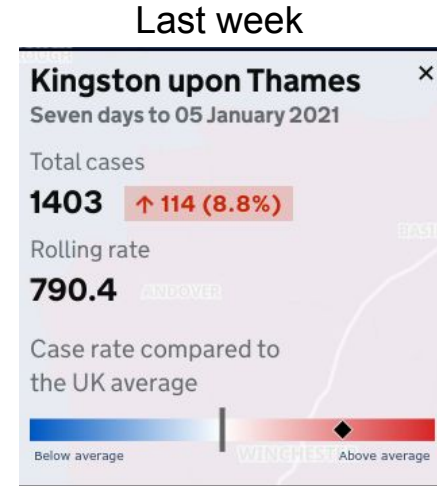 Last week
Kingston upon Thames ×
Seven days to 05 January 2021
Total cases
1403 ↑ 114 (8.8%)
Rolling rate
790.4
ANDOVER
Case rate compared to
the UK average
WINCHEST
Below average Above average